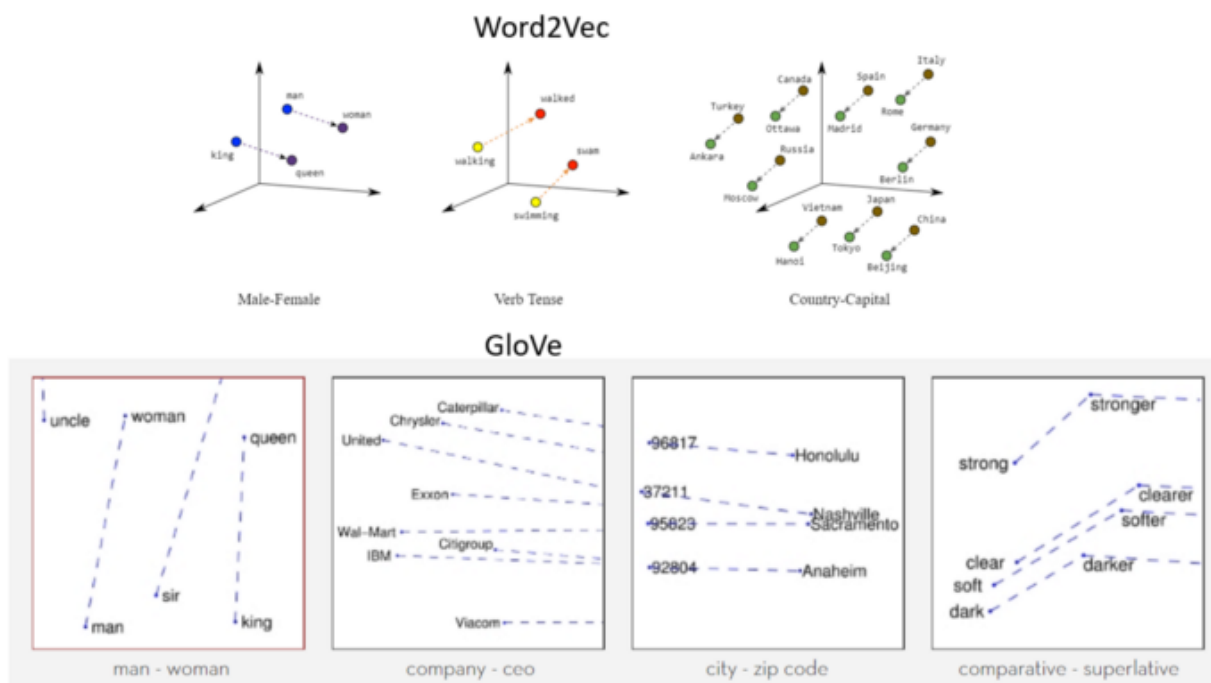 Word2Vec
man
woman
king
queen
Male-Female
walked
swam
walking
swimming
Verb Tense
Italy
Canada
Spain
Turkey
Rome
Ottawa
Madrid
Germany
Ankara
Russia
Berlin
Moscow
Vietnam
Japan
China
Hanoi
Tokyo
Beijing
Country-Capital
GloVe
uncle
woman
queen
sir
man
king
man - woman
Caterpillar
Chrysler
United
Exxon
Wal-Mart
Citigroup
IBM
Viacom
company - ceo
96817
Honolulu
37211
Nashville
95823
Sacramento
92804
Anaheim
city - zip code
stronger
strong
clearer
softer
clear
darker
soft
dark
comparative - superlative